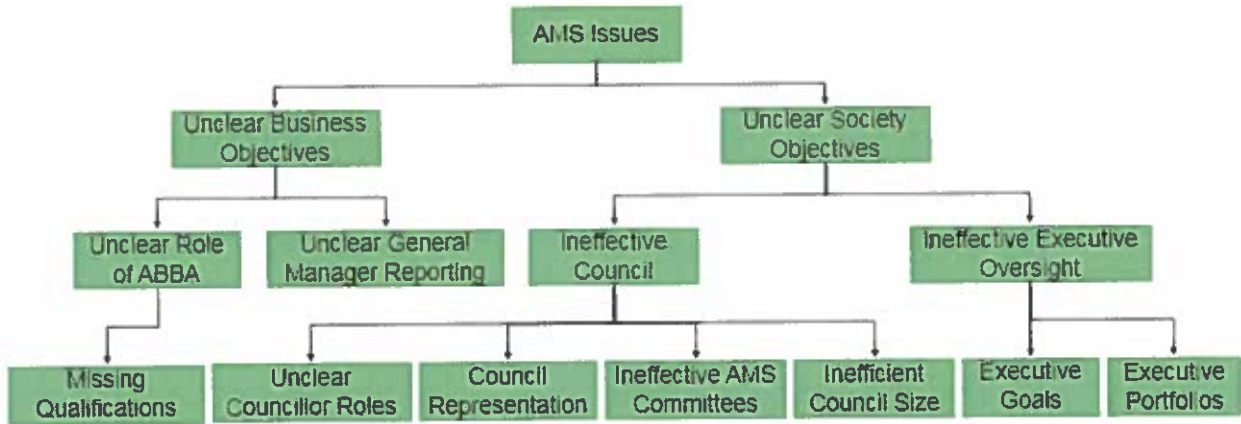 AMS Issues
Unclear Business
Objectives
Unclear Society
Objectives
Unclear Role
of ABBA
Unclear General
Manager Reporting
Ineffective
Council
Ineffective Executive
Oversight
Missing
Qualifications
Unclear
Councillor Roles
Council
Representation
Ineffective AMS
Committees
Inefficient
Council Size
Executive
Goals
Executive
Portfolios